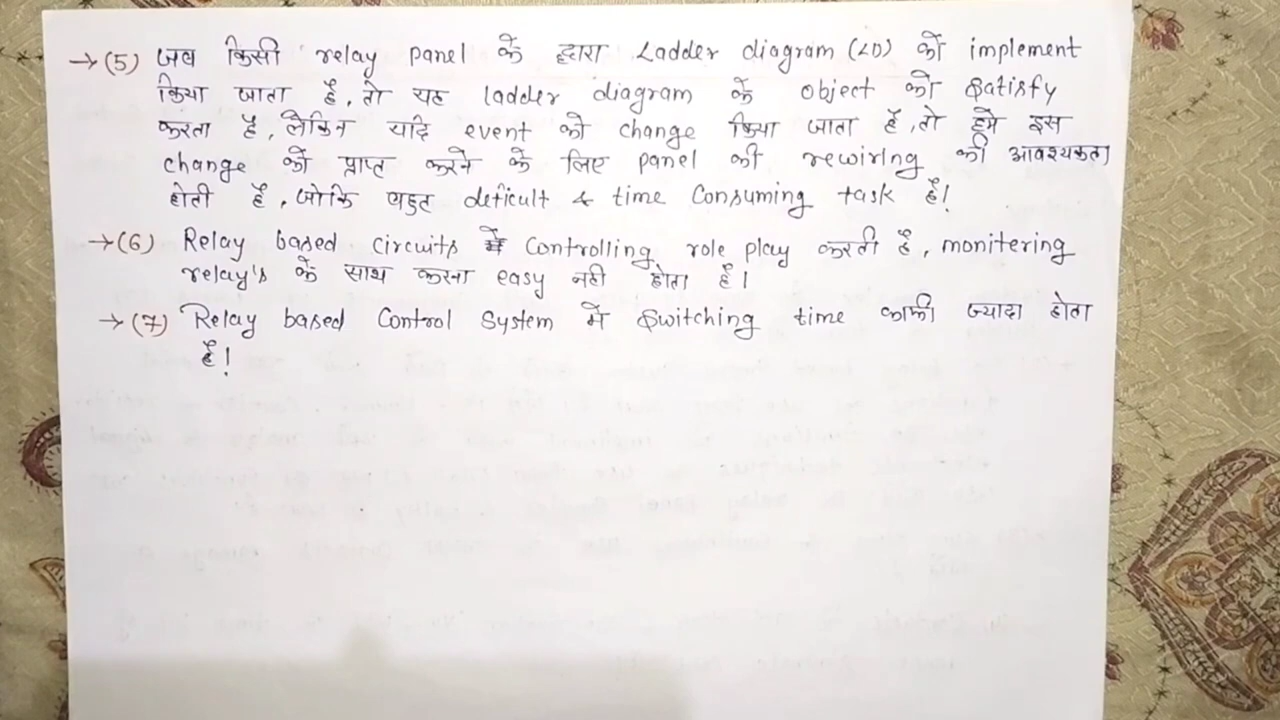 →(5) जब किसी relay panel के द्वारा Ladder diagram (LD) को implement
किया जाता है, तो यह ladder diagram के object को satisfy
करता है, लेकिन यदि event को change किया जाता है, तो हमे इस
change को प्राप्त करने के लिए panel की rewiring की आवश्यकता
होती है, जोकि बहुत deficult & time Consuming task है!
→(6) Relay based circuits में Controlling role play करती है, monitering
relay's के साथ करना easy नही होता है।
→(7) Relay based Control System में Switching time काफी ज्यादा होता
है!